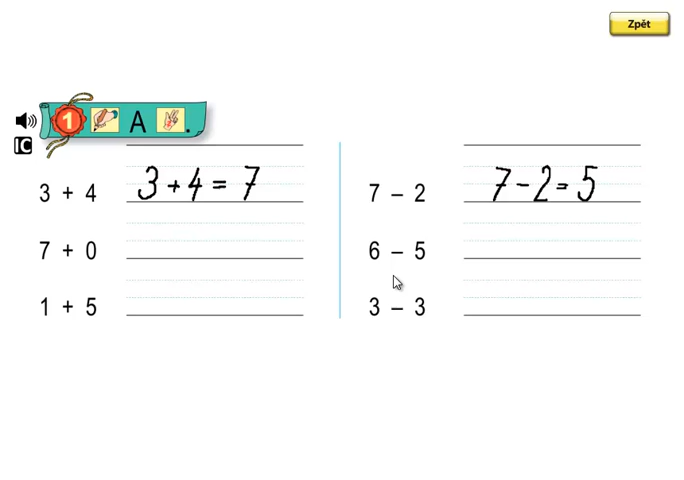 Zpět
1 A .
IC
3 + 4 3 + 4 = 7
7 + 0
1 + 5
7 – 2 7 – 2 = 5
6 – 5
3 – 3